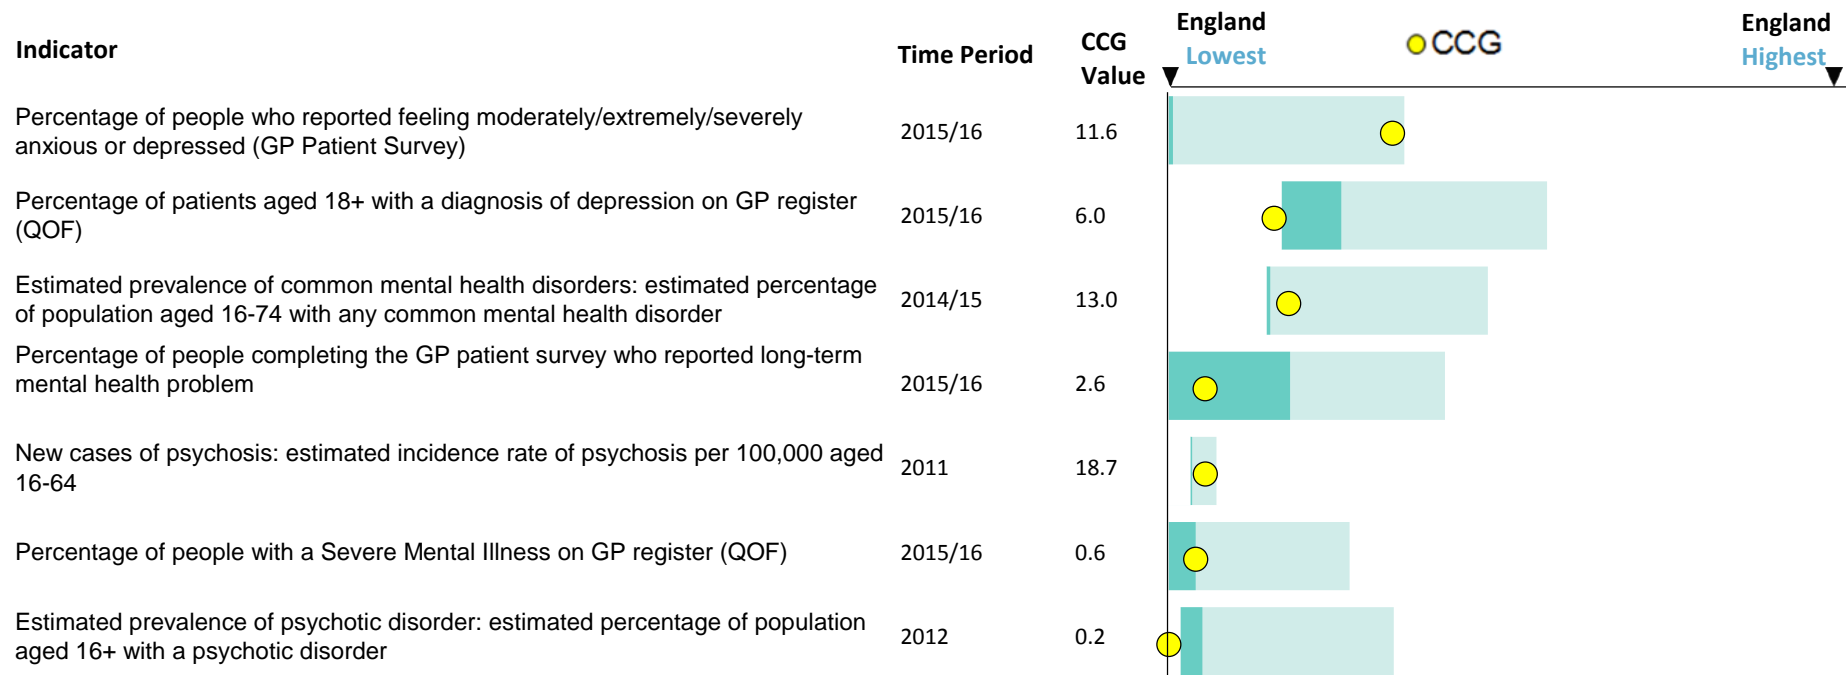 Indicator
Time Period
CCG
Value
England
Lowest
CCG
England
Highest
Percentage of people who reported feeling moderately/extremely/severely
anxious or depressed (GP Patient Survey)
2015/16
11.6
Percentage of patients aged 18+ with a diagnosis of depression on GP register
(QOF)
2015/16
6.0
Estimated prevalence of common mental health disorders: estimated percentage
of population aged 16-74 with any common mental health disorder
2014/15
13.0
Percentage of people completing the GP patient survey who reported long-term
mental health problem
2015/16
2.6
New cases of psychosis: estimated incidence rate of psychosis per 100,000 aged
16-64
2011
18.7
Percentage of people with a Severe Mental Illness on GP register (QOF)
2015/16
0.6
Estimated prevalence of psychotic disorder: estimated percentage of population
aged 16+ with a psychotic disorder
2012
0.2